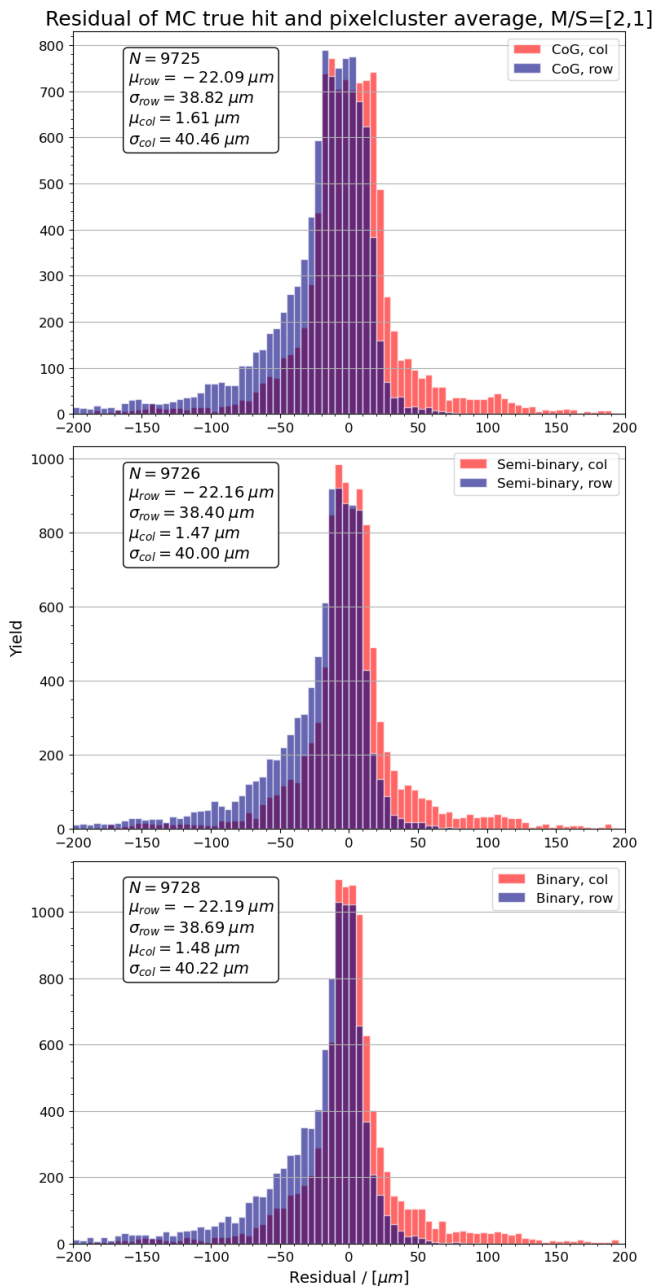 Residual of MC true hit and pixelcluster average, M/S=[2,1]
800
700
600
500
400
300
200
100
0
N = 9725
μrow = − 22.09 μm
σrow = 38.82 μm
μcol = 1.61 μm
σcol = 40.46 μm
CoG, col
CoG, row
−200 −150 −100 −50 0 50 100 150 200
1000
800
600
400
200
0
N = 9726
μrow = − 22.16 μm
σrow = 38.40 μm
μcol = 1.47 μm
σcol = 40.00 μm
Semi-binary, col
Semi-binary, row
Yield
−200 −150 −100 −50 0 50 100 150 200
1000
800
600
400
200
0
N = 9728
μrow = − 22.19 μm
σrow = 38.69 μm
μcol = 1.48 μm
σcol = 40.22 μm
Binary, col
Binary, row
−200 −150 −100 −50 0 50 100 150 200
Residual / [μm]